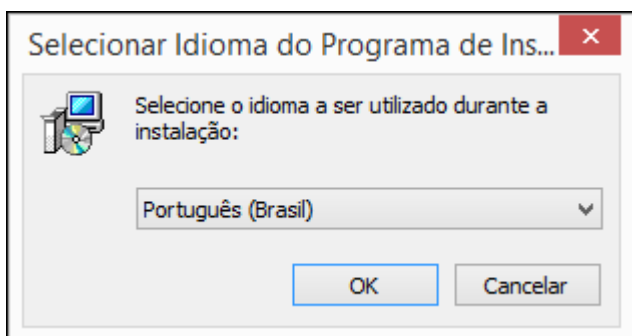 Selecionar Idioma do Programa de Ins...
Selecione o idioma a ser utilizado durante a
instalação:
Português (Brasil)
OK Cancelar